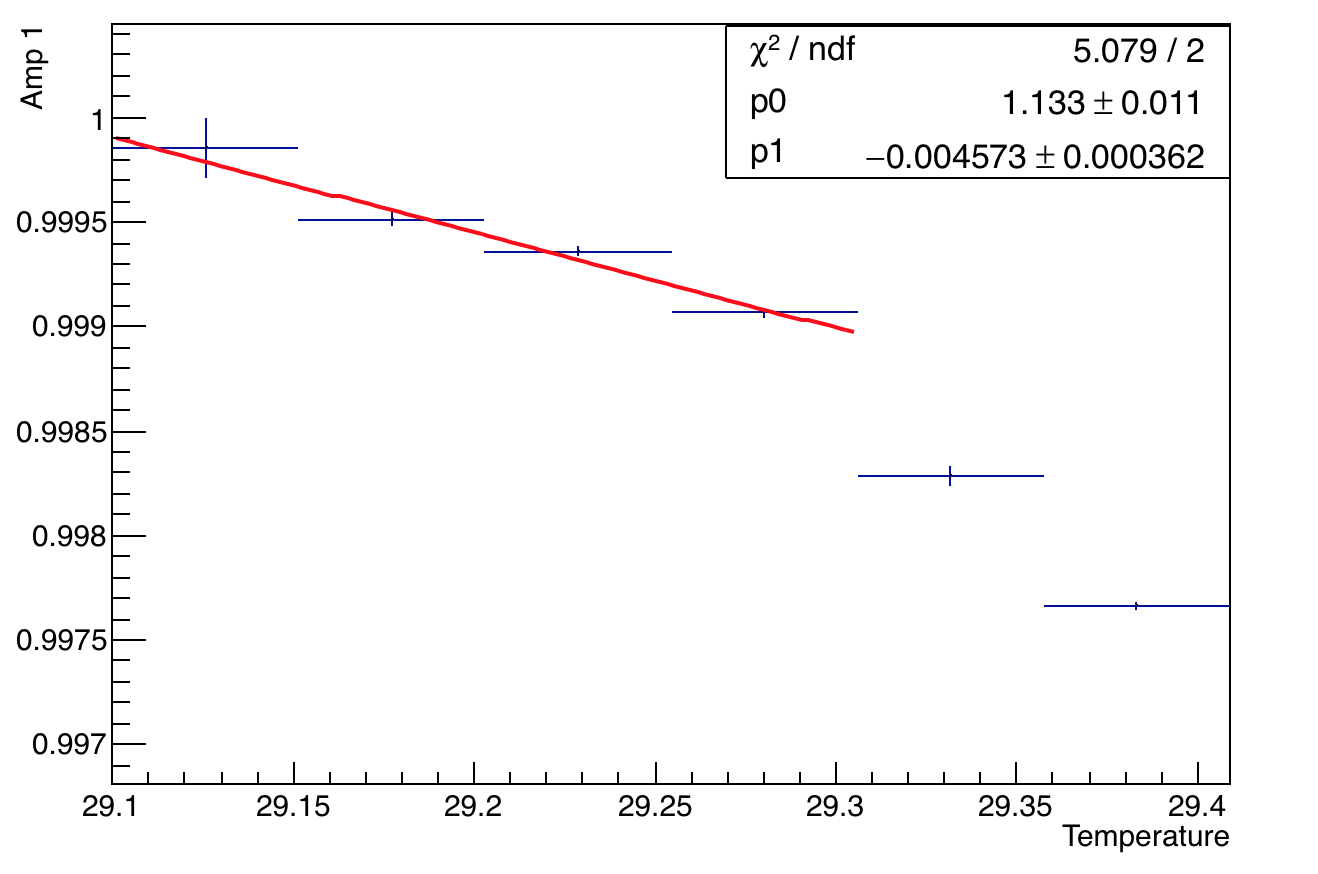 Amp 1
χ² / ndf 5.079 / 2
p0 1.133 ± 0.011
p1 −0.004573 ± 0.000362
1
0.9995
0.999
0.9985
0.998
0.9975
0.997
29.1 29.15 29.2 29.25 29.3 29.35 29.4
Temperature